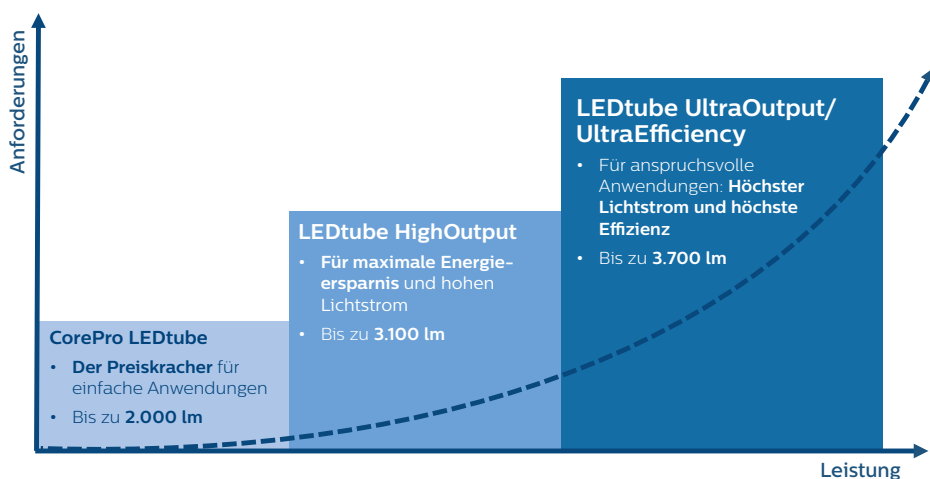 Anforderungen
LEDtube UltraOutput/
UltraEfficiency
• Für anspruchsvolle
Anwendungen: Höchster
Lichtstrom und höchste
Effizienz
• Bis zu 3.700 lm
LEDtube HighOutput
• Für maximale Energie-
ersparnis und hohen
Lichtstrom
• Bis zu 3.100 lm
CorePro LEDtube
• Der Preiskracher für
einfache Anwendungen
• Bis zu 2.000 lm
Leistung